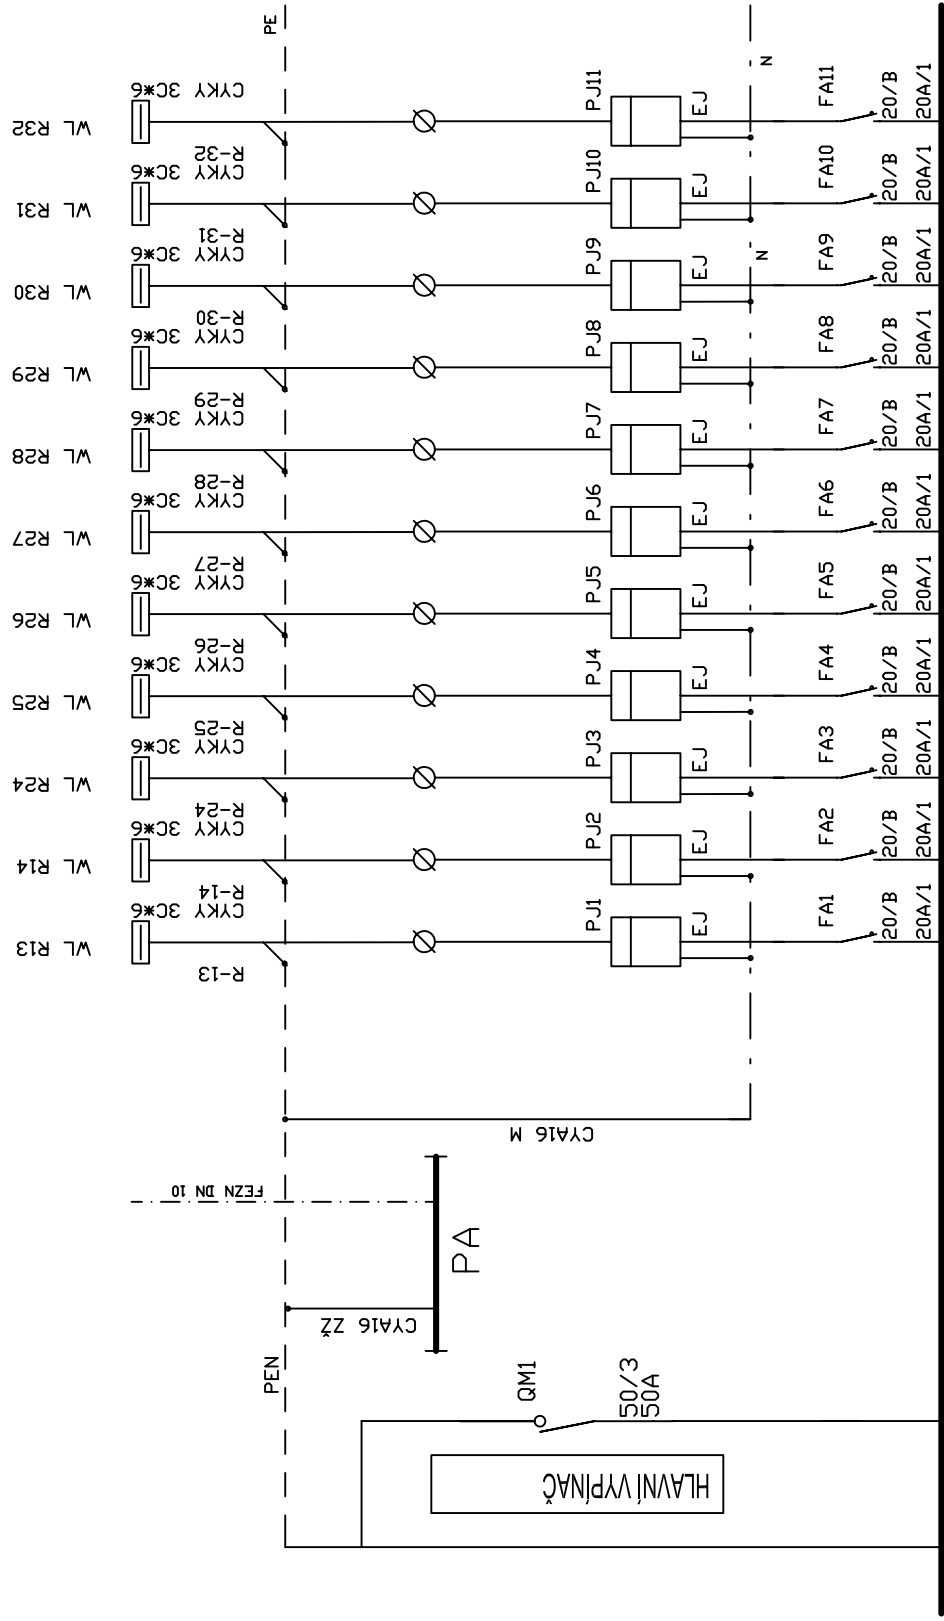 PE
WL R32
CYKY 3C*6
R-32
PJ11
EJ
N
FA11
20/B
20A/1
WL R31
CYKY 3C*6
R-31
PJ10
EJ
FA10
20/B
20A/1
WL R30
CYKY 3C*6
R-30
PJ9
EJ
N
FA9
20/B
20A/1
WL R29
CYKY 3C*6
R-29
PJ8
EJ
FA8
20/B
20A/1
WL R28
CYKY 3C*6
R-28
PJ7
EJ
FA7
20/B
20A/1
WL R27
CYKY 3C*6
R-27
PJ6
EJ
FA6
20/B
20A/1
WL R26
CYKY 3C*6
R-26
PJ5
EJ
FA5
20/B
20A/1
WL R25
CYKY 3C*6
R-25
PJ4
EJ
FA4
20/B
20A/1
WL R24
CYKY 3C*6
R-24
PJ3
EJ
FA3
20/B
20A/1
WL R14
CYKY 3C*6
R-14
PJ2
EJ
FA2
20/B
20A/1
WL R13
CYKY 3C*6
R-13
PJ1
EJ
FA1
20/B
20A/1
CYA16 M
FEZN DN 10
PA
CYA16 ZŽ
PEN
QM1
50/3
50A
HLAVNÍ VYPÍNAČ